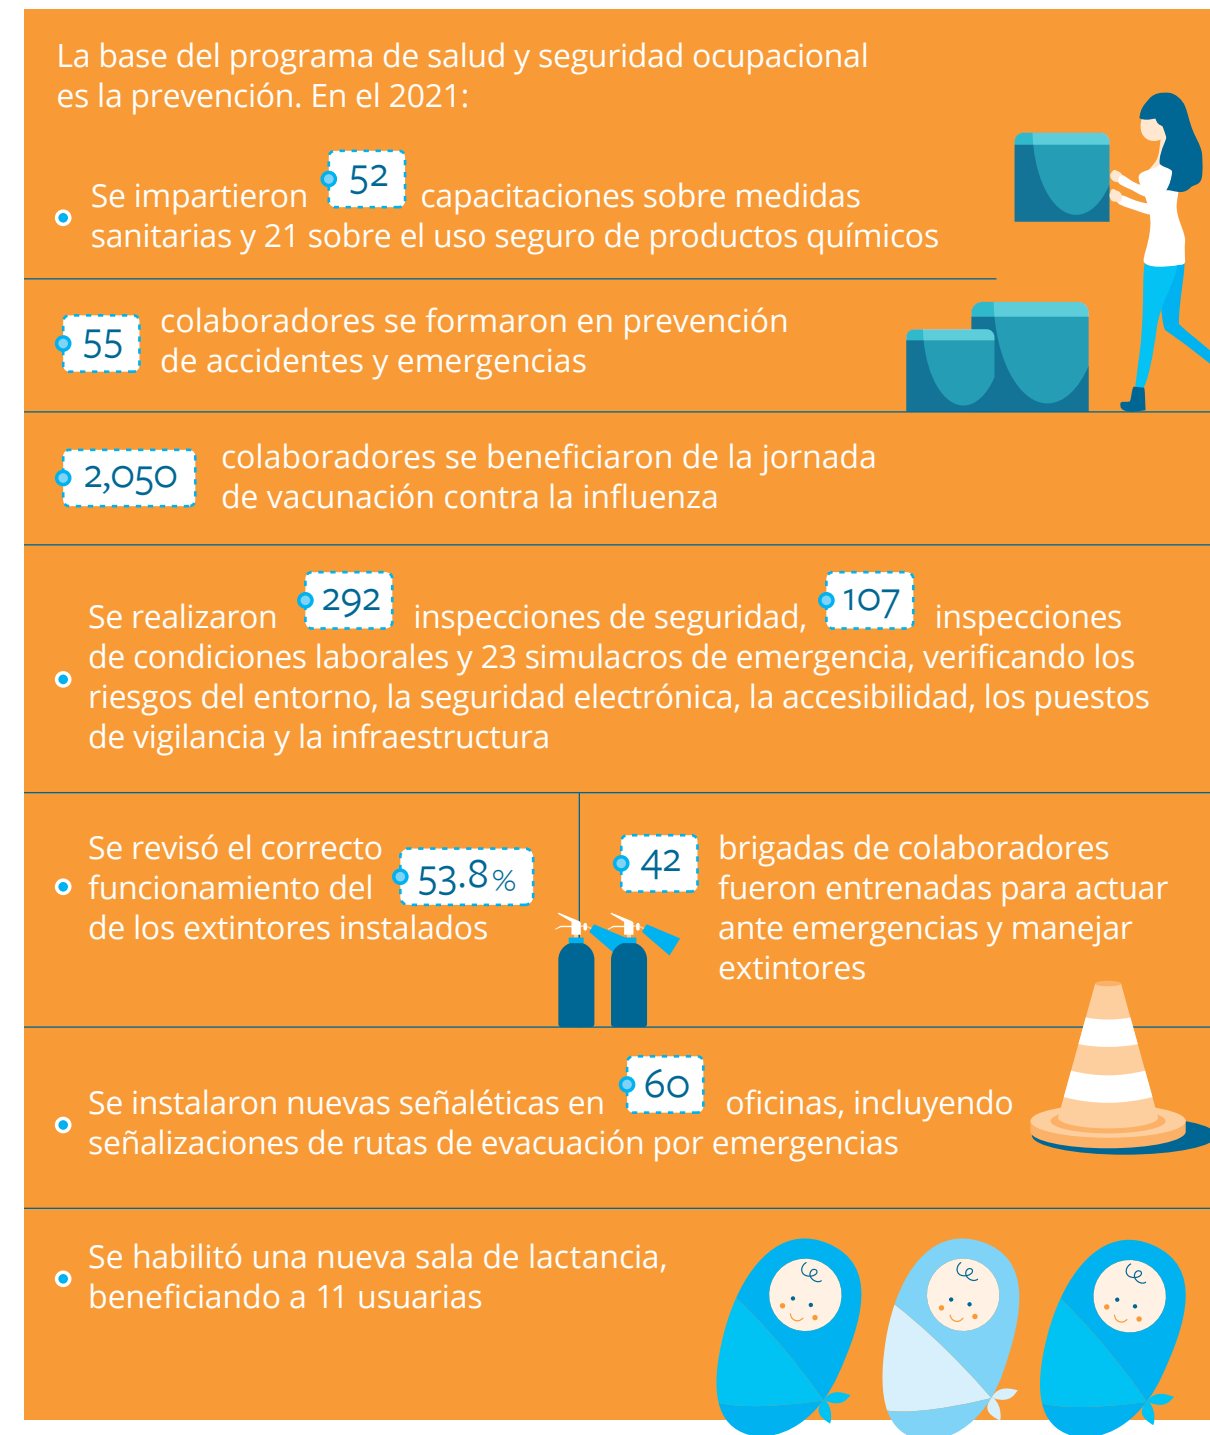 La base del programa de salud y seguridad ocupacional
es la prevención. En el 2021:
Se impartieron 52 capacitaciones sobre medidas
sanitarias y 21 sobre el uso seguro de productos químicos
55 colaboradores se formaron en prevención
de accidentes y emergencias
2,050 colaboradores se beneficiaron de la jornada
de vacunación contra la influenza
Se realizaron 292 inspecciones de seguridad, 107 inspecciones
de condiciones laborales y 23 simulacros de emergencia, verificando los
riesgos del entorno, la seguridad electrónica, la accesibilidad, los puestos
de vigilancia y la infraestructura
Se revisó el correcto
funcionamiento del 53.8%
de los extintores instalados
42 brigadas de colaboradores
fueron entrenadas para actuar
ante emergencias y manejar
extintores
Se instalaron nuevas señaléticas en 60 oficinas, incluyendo
señalizaciones de rutas de evacuación por emergencias
Se habilitó una nueva sala de lactancia,
beneficiando a 11 usuarias